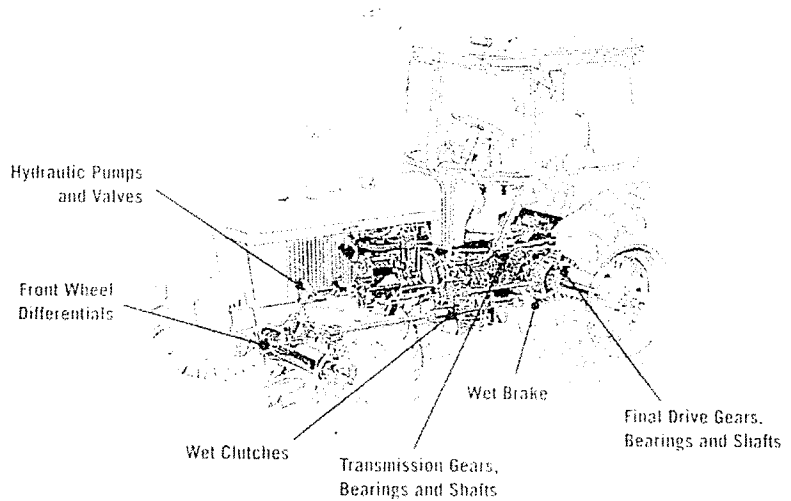 Hydraulic Pumps
and Valves
Front Wheel
Differentials
Wet Clutches
Transmission Gears,
Bearings and Shafts
Wet Brake
Final Drive Gears,
Bearings and Shafts